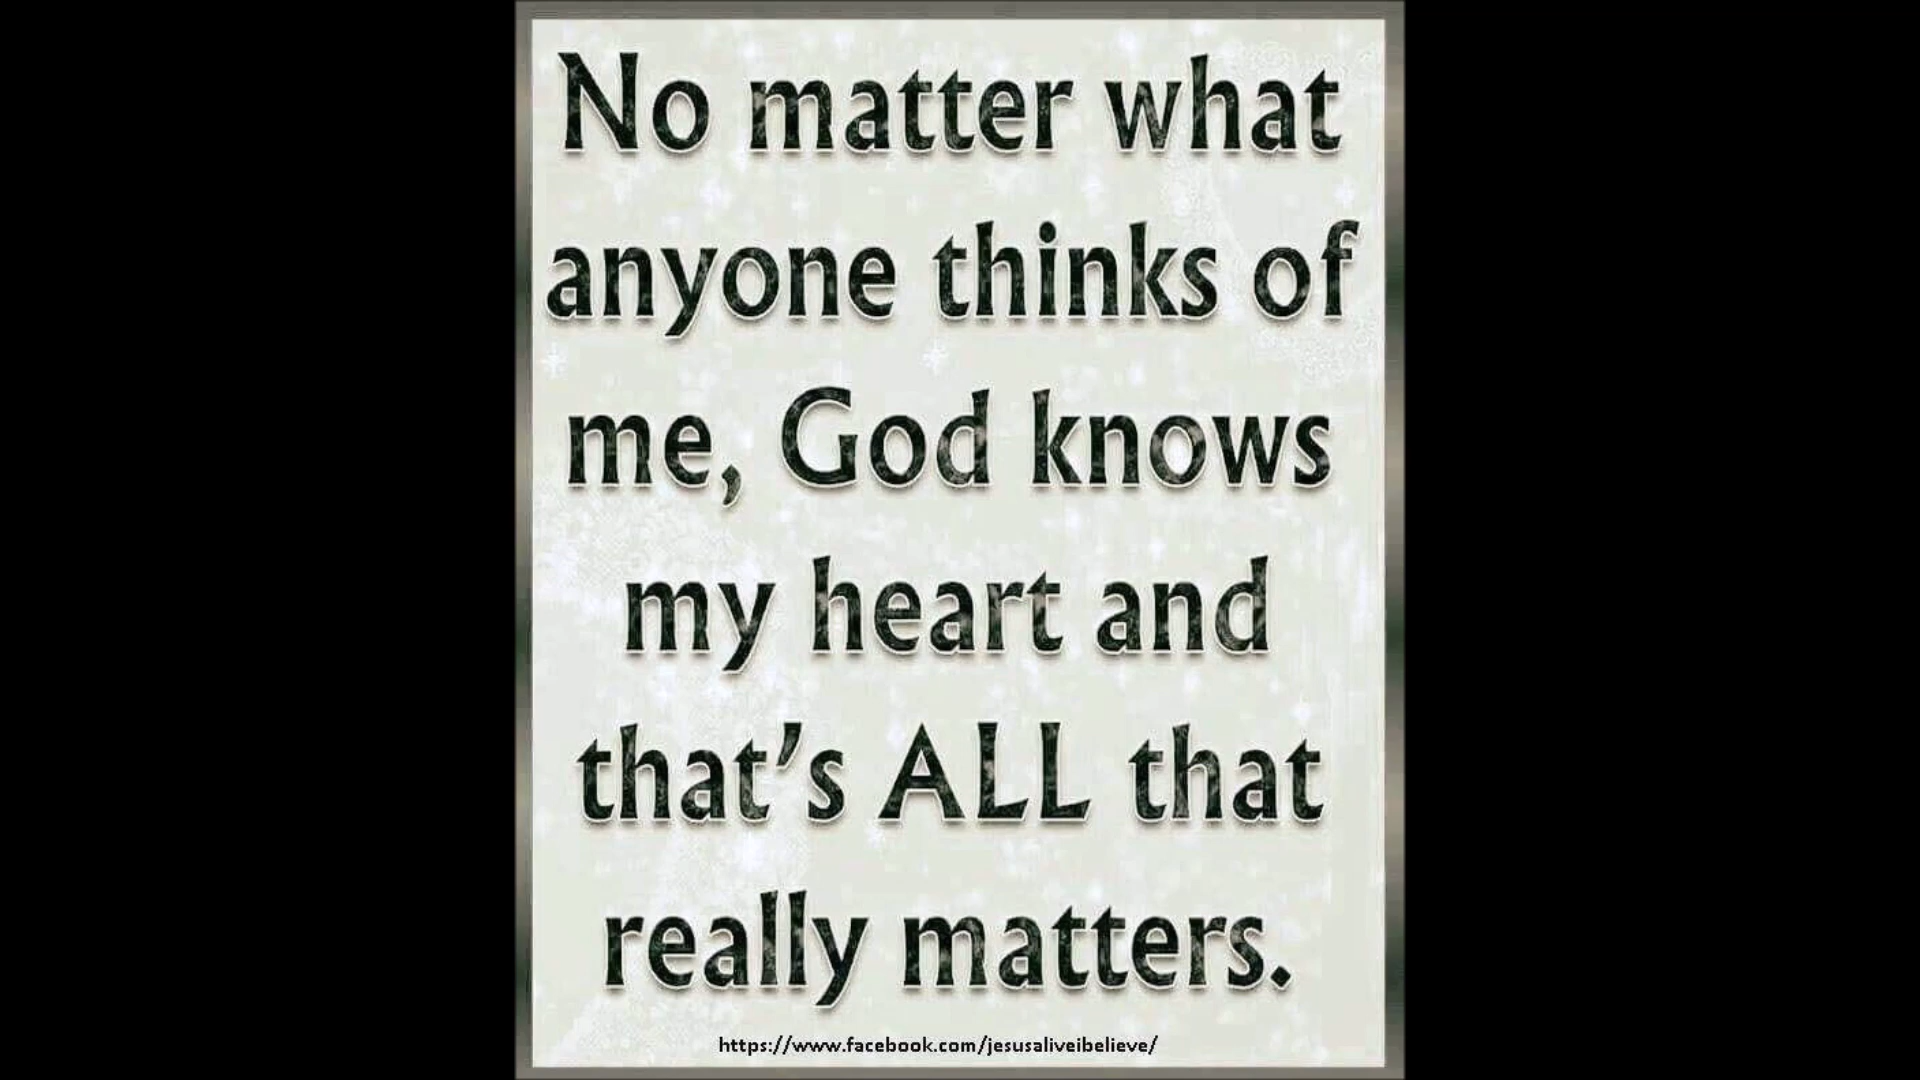 No matter what
anyone thinks of
me, God knows
my heart and
that’s ALL that
really matters.
https://www.facebook.com/jesusaliveibelieve/